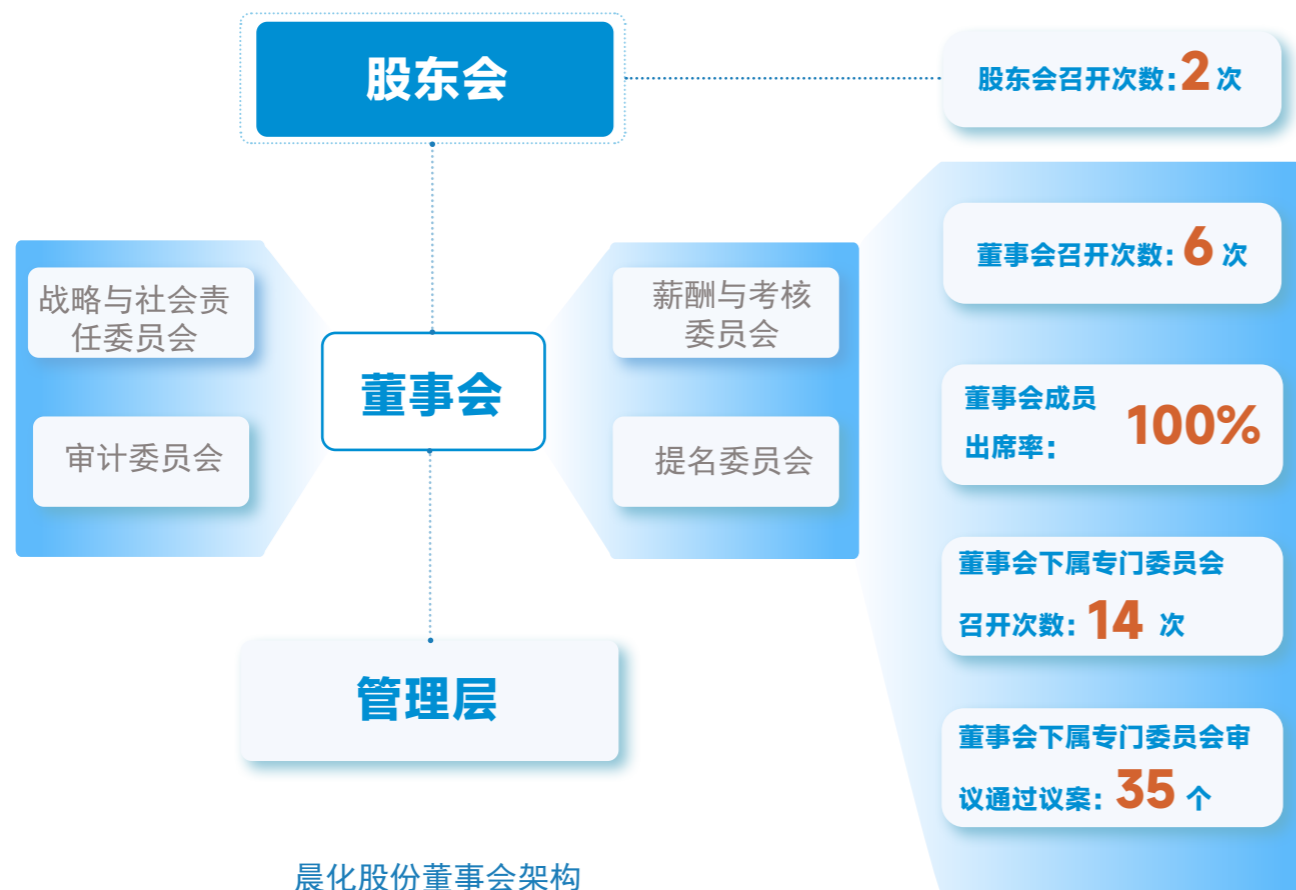 股东会
股东会召开次数：2 次
战略与社会责
任委员会
审计委员会
董事会
薪酬与考核
委员会
提名委员会
管理层
董事会召开次数：6 次
董事会成员
出席率：100%
董事会下属专门委员会
召开次数：14 次
董事会下属专门委员会审
议通过议案：35 个
晨化股份董事会架构